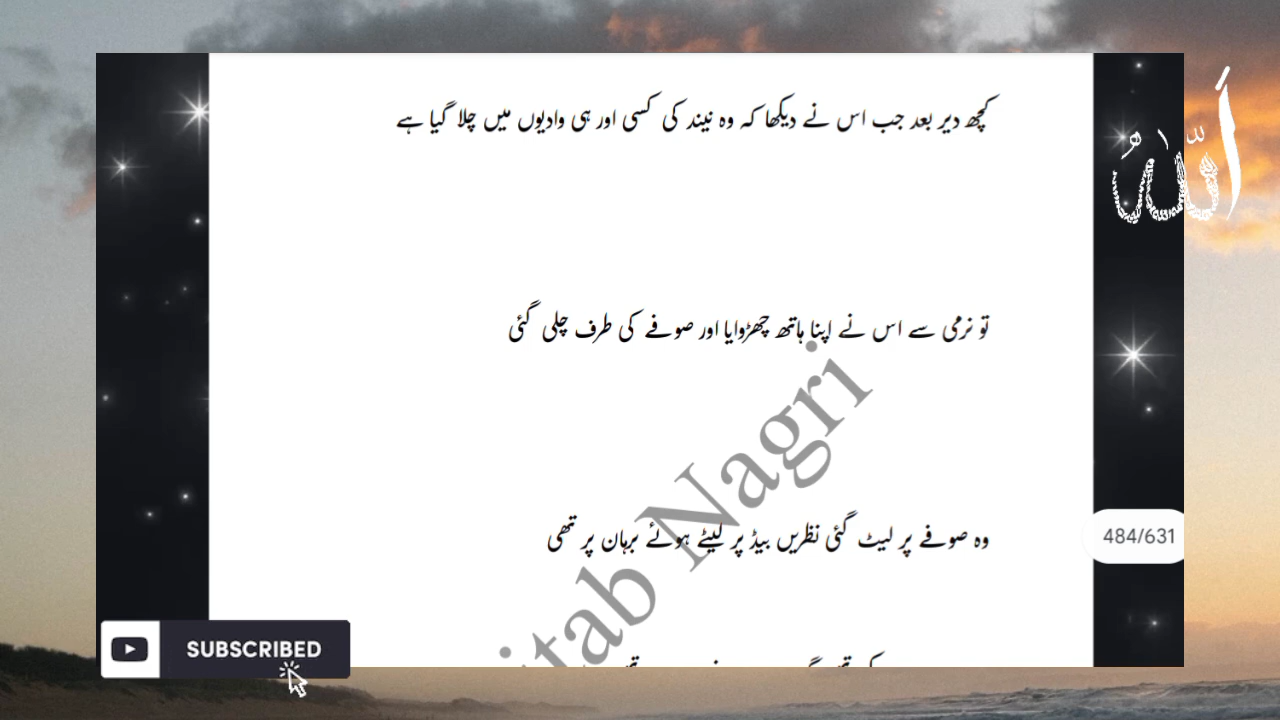 کچھ دیر بعد جب اس نے دیکھا کہ وہ نیند کی کسی اور ہی وادیوں میں چلا گیا ہے
اَللّٰهُ
تو نرمی سے اس نے اپنا ہاتھ چھڑوایا اور صوفے کی طرف چلی گئی
وہ صوفے پر لیٹ گئی نظریں بیڈ پر لیٹے ہوئے برہان پر تھی
484/631
itab Nagri
SUBSCRIBED